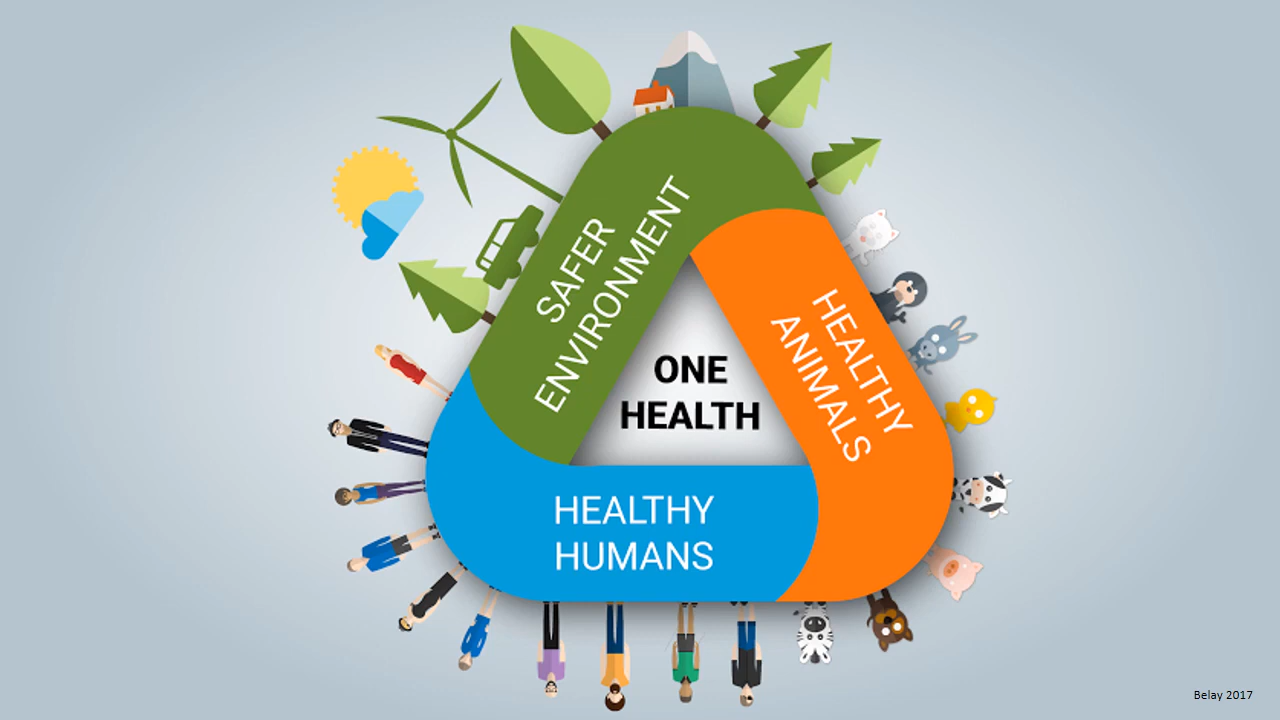 SAFER
ENVIRONMENT
HEALTHY
ANIMALS
ONE
HEALTH
HEALTHY
HUMANS
Belay 2017